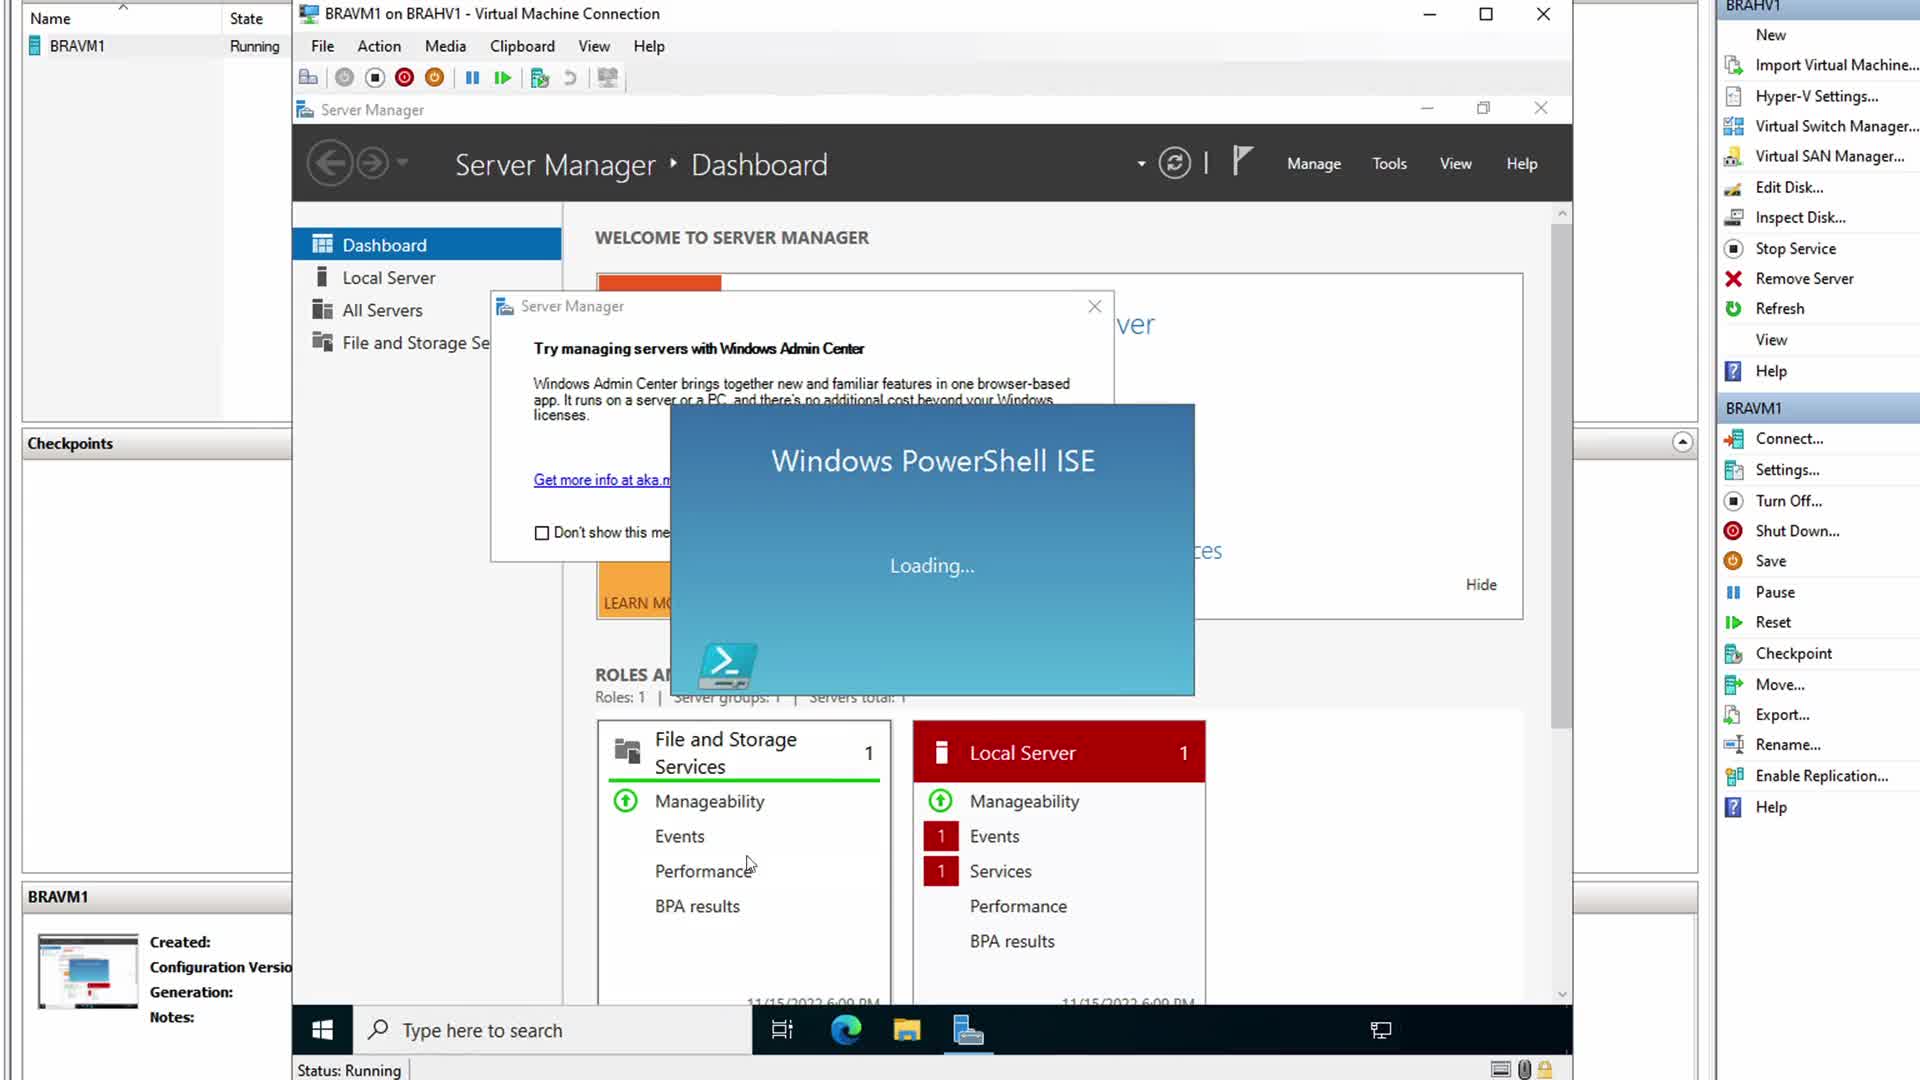 Name
State
BRAVM1
Running
Checkpoints
BRAVM1
Created:
Configuration Versio
Generation:
Notes:
BRAVM1 on BRAHV1 - Virtual Machine Connection
File
Action
Media
Clipboard
View
Help
Server Manager
Server Manager
Dashboard
Manage
Tools
View
Help
Dashboard
Local Server
All Servers
File and Storage Se
WELCOME TO SERVER MANAGER
ver
Server Manager
Try managing servers with Windows Admin Center
Windows Admin Center brings together new and familiar features in one browser-based
app. It runs on a server or a PC, and there's no additional cost beyond your Windows
licenses.
Get more info at aka.m
Don't show this me
Windows PowerShell ISE
Loading...
ces
Hide
LEARN MO
ROLES A
Roles: 1 | Server groups: 1 | Servers total: 1
File and Storage
Services
1
Manageability
Events
Performance
BPA results
11/15/2022 6:09 PM
Local Server
1
Manageability
1
Events
1
Services
Performance
BPA results
11/15/2022 6:09 PM
Type here to search
Status: Running
BRAHV1
New
Import Virtual Machine...
Hyper-V Settings...
Virtual Switch Manager...
Virtual SAN Manager...
Edit Disk...
Inspect Disk...
Stop Service
Remove Server
Refresh
View
Help
BRAVM1
Connect...
Settings...
Turn Off...
Shut Down...
Save
Pause
Reset
Checkpoint
Move...
Export...
Rename...
Enable Replication...
Help